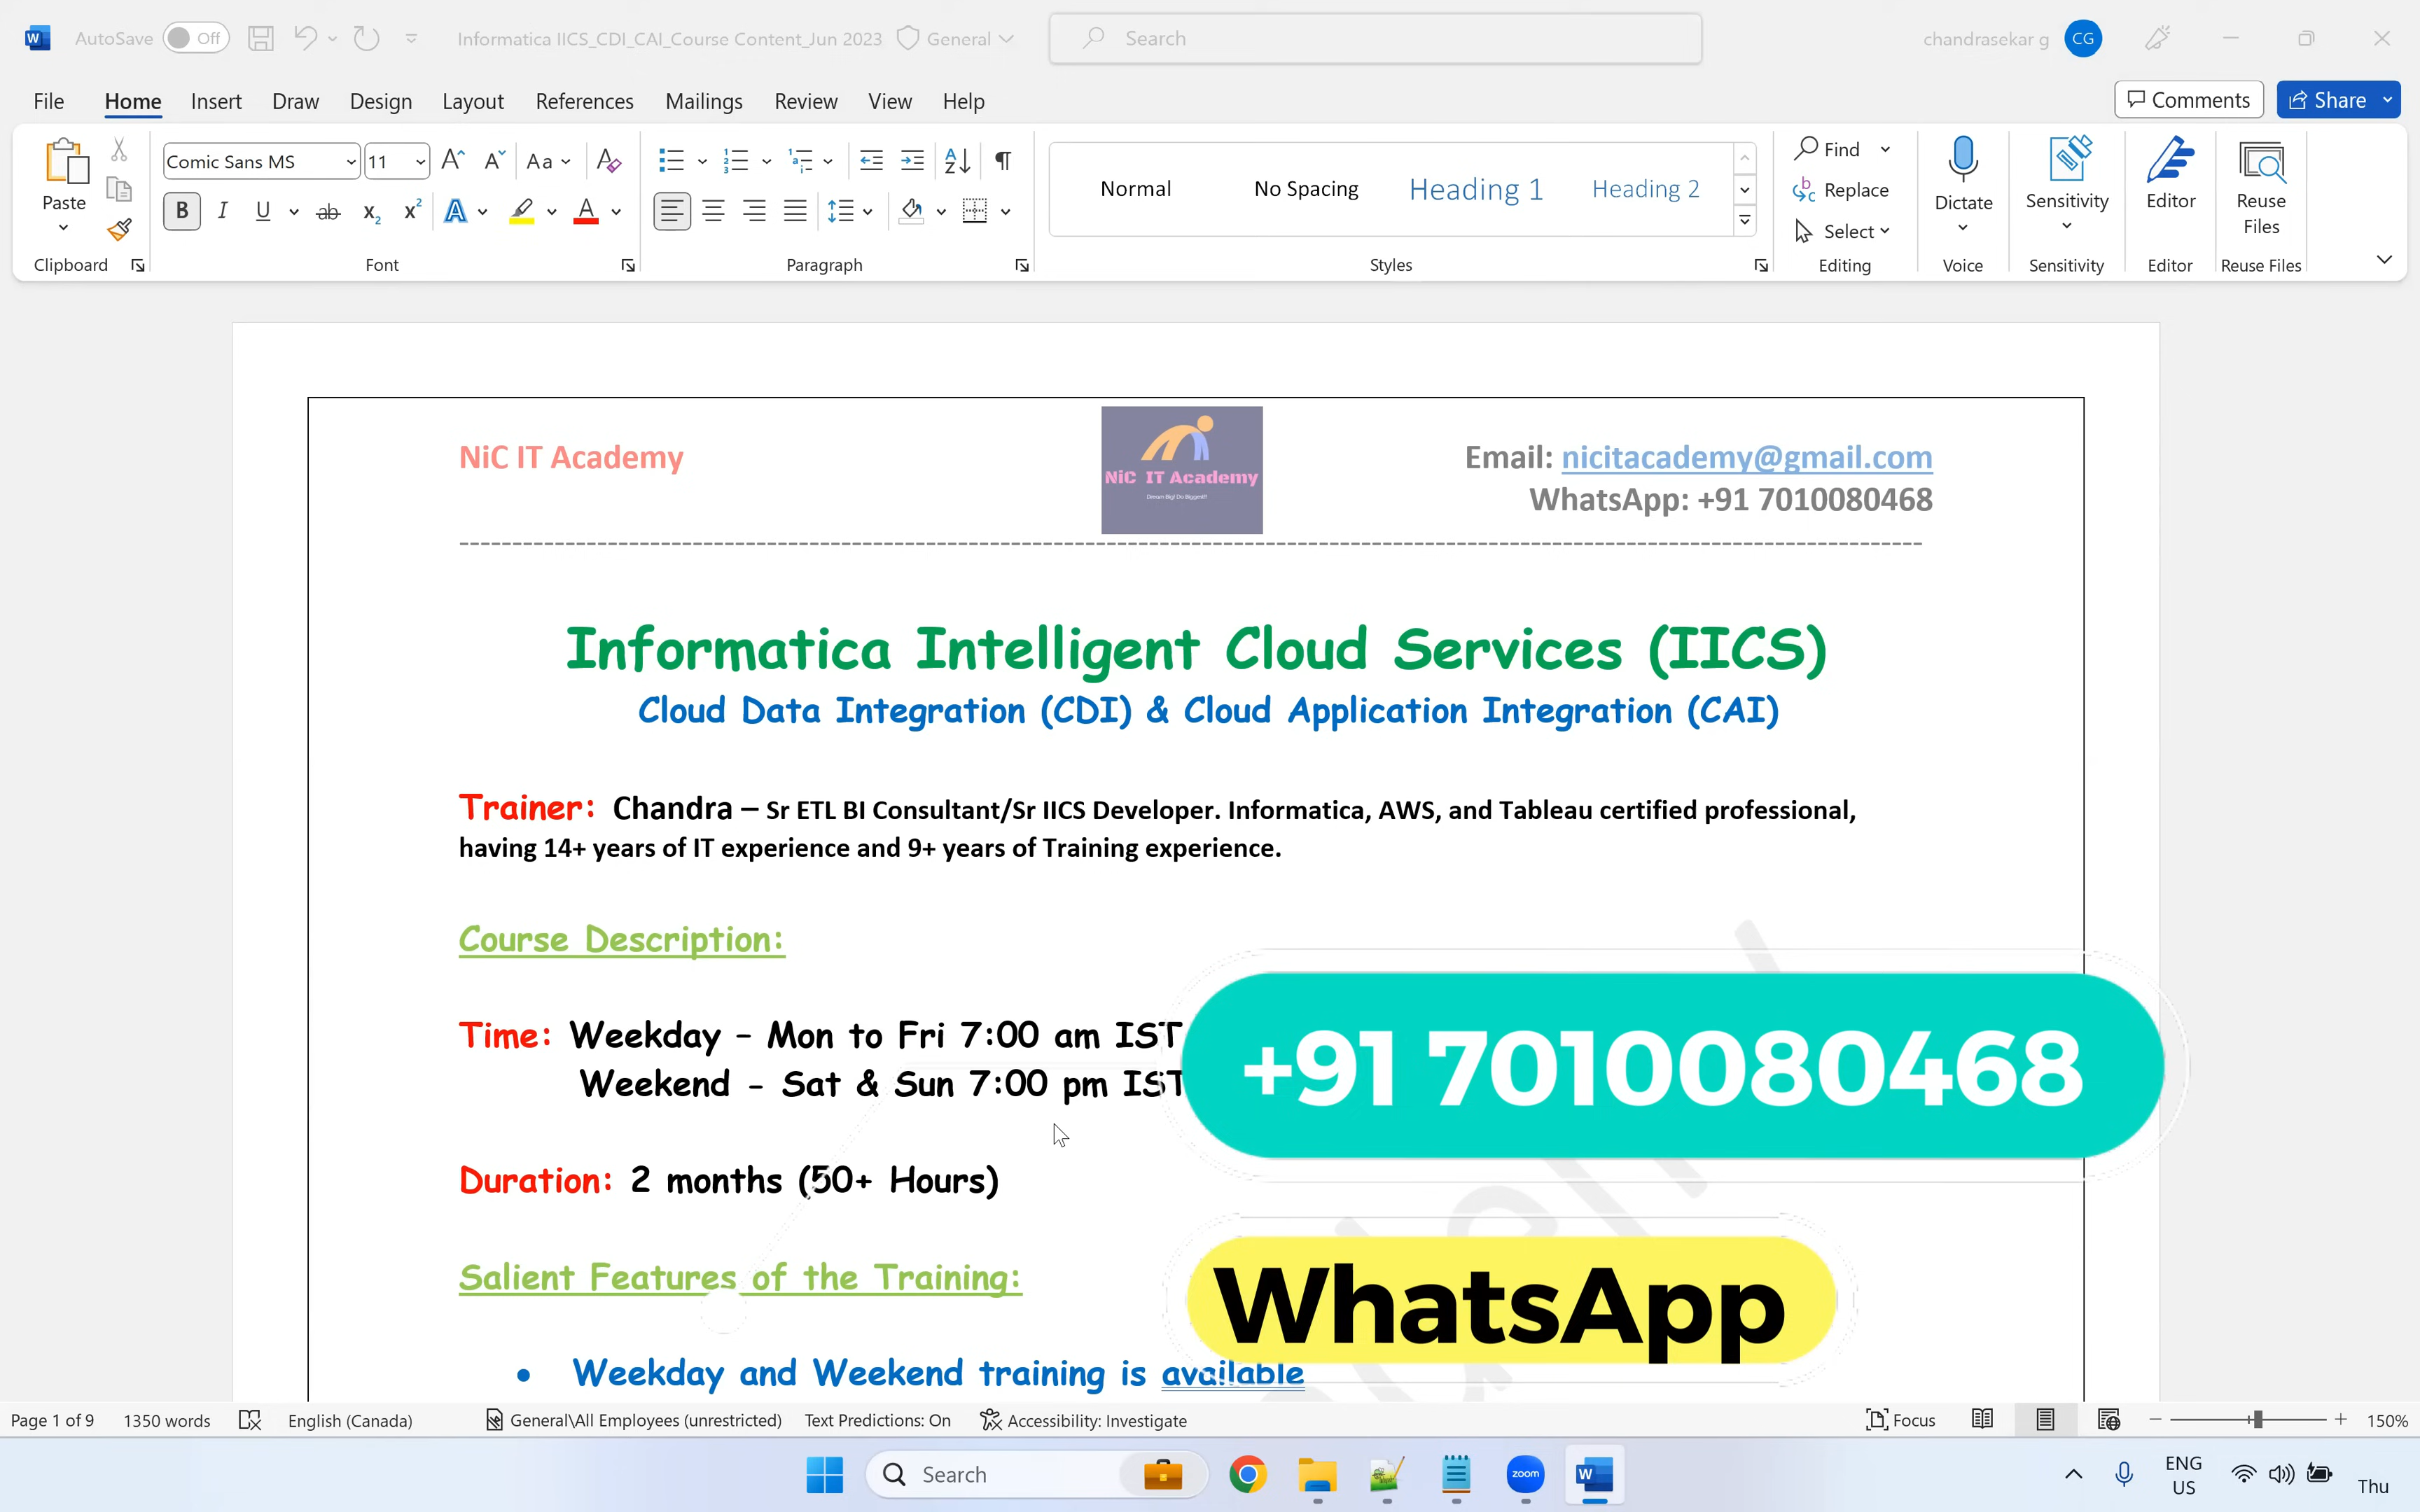 AutoSave Off Informatica IICS_CDI_CAI_Course Content_Jun 2023 General Search chandrasekar g CG
File Home Insert Draw Design Layout References Mailings Review View Help Comments Share
Paste
Clipboard
Comic Sans MS 11
Font
Paragraph
Normal No Spacing Heading 1 Heading 2
Styles
Find
Replace
Select
Editing
Dictate
Voice
Sensitivity
Sensitivity
Editor
Editor
Reuse
Files
Reuse Files
NiC IT Academy
NiC IT Academy
Dream Big! Do Biggest!!
Email: nicitacademy@gmail.com
WhatsApp: +91 7010080468
Informatica Intelligent Cloud Services (IICS)
Cloud Data Integration (CDI) & Cloud Application Integration (CAI)
Trainer: Chandra – Sr ETL BI Consultant/Sr IICS Developer. Informatica, AWS, and Tableau certified professional,
having 14+ years of IT experience and 9+ years of Training experience.
Course Description:
Time: Weekday - Mon to Fri 7:00 am IST
Weekend - Sat & Sun 7:00 pm IST
+91 7010080468
Duration: 2 months (50+ Hours)
Salient Features of the Training:
WhatsApp
Weekday and Weekend training is available
Page 1 of 9 1350 words English (Canada) General\All Employees (unrestricted) Text Predictions: On Accessibility: Investigate Focus 150%
Search zoom ENG
US
Thu